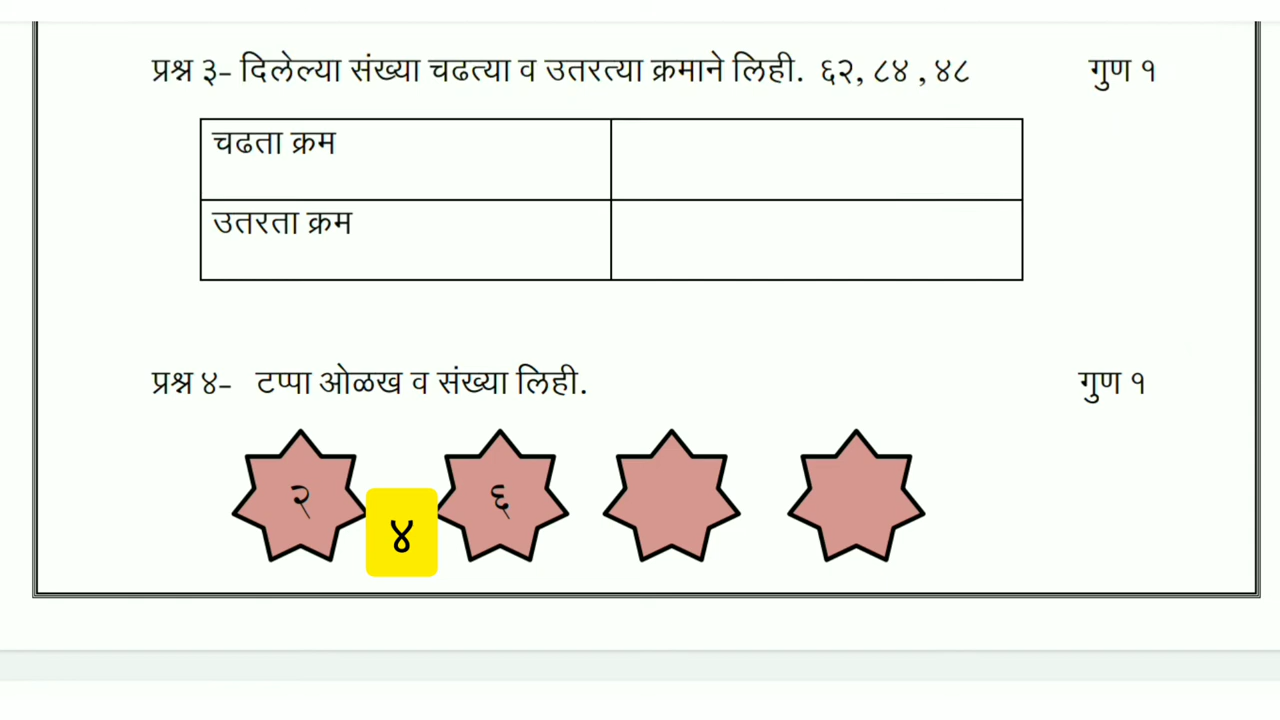 प्रश्न ३- दिलेल्या संख्या चढत्या व उतरत्या क्रमाने लिही. ६२, ८४ , ४८ गुण १
चढता क्रम
उतरता क्रम
प्रश्न ४- टप्पा ओळख व संख्या लिही. गुण १
२ ४ ६